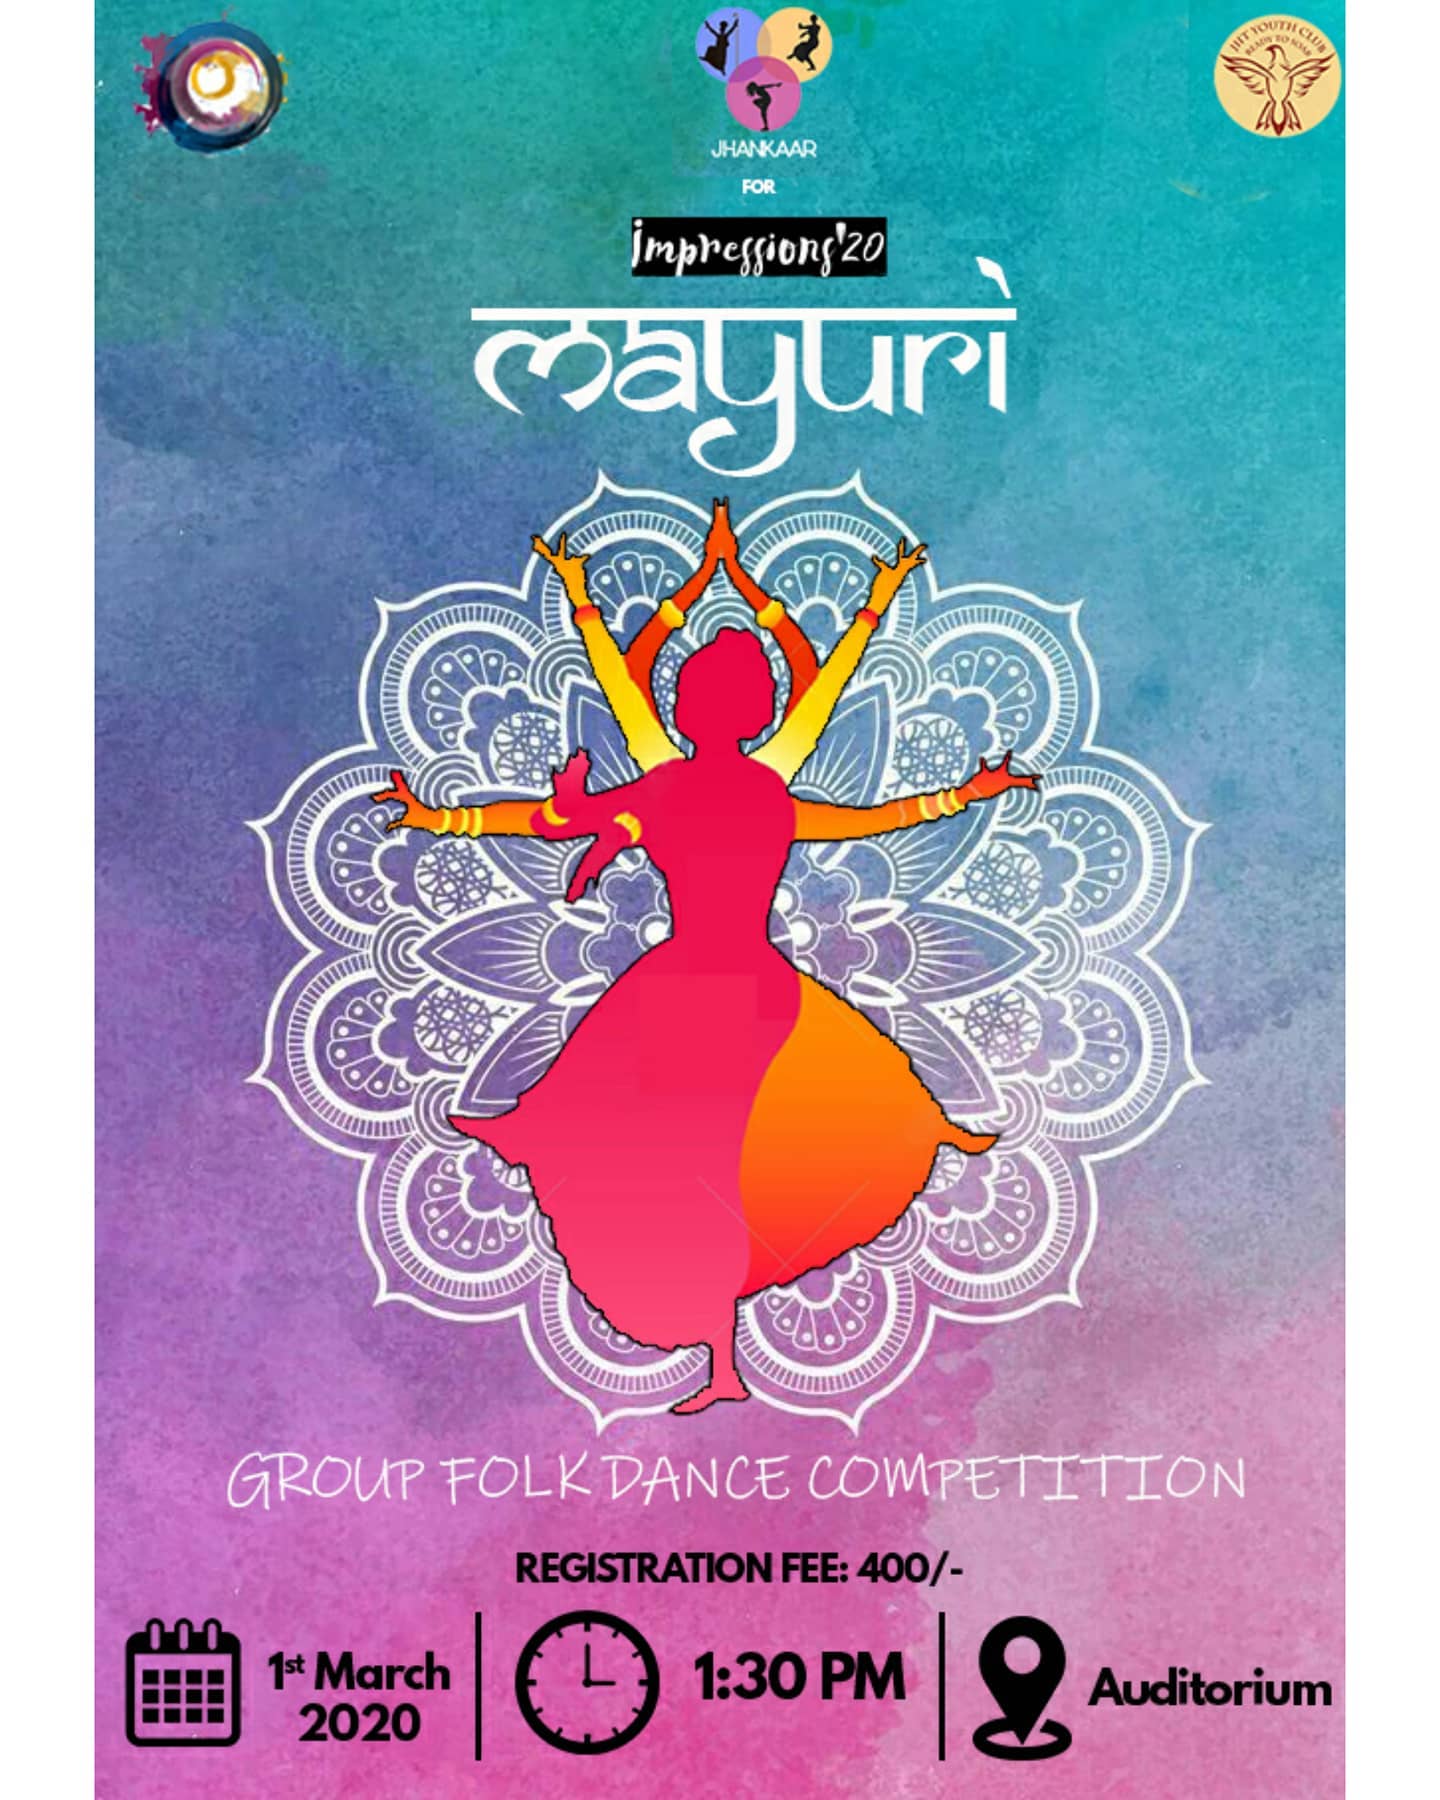 JIIT YOUTH CLUB
READY TO SOAR
JHANKAAR
FOR
impressions'20
mayuri
GROUP FOLK DANCE COMPETITION
REGISTRATION FEE: 400/-
1st March
2020
1:30 PM
Auditorium